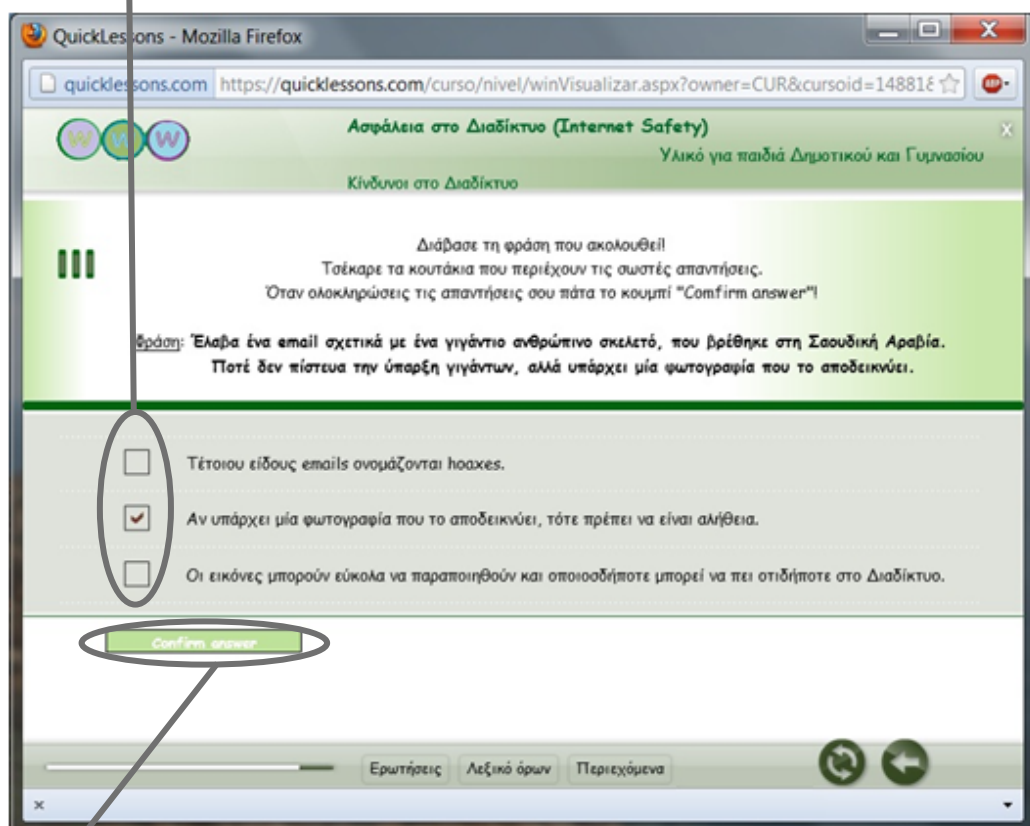 QuickLessons - Mozilla Firefox
quicklessons.com https://quicklessons.com/curso/nivel/winVisualizar.aspx?owner=CUR&cursoid=148818
ABP
W W W
Ασφάλεια στο Διαδίκτυο (Internet Safety)
Υλικό για παιδιά Δημοτικού και Γυμνασίου
Κίνδυνοι στο Διαδίκτυο
Διάβασε τη φράση που ακολουθεί!
Τσέκαρε τα κουτάκια που περιέχουν τις σωστές απαντήσεις.
Όταν ολοκληρώσεις τις απαντήσεις σου πάτα το κουμπί "Comfirm answer"!
Φράση: Έλαβα ένα email σχετικά με ένα γιγάντιο ανθρώπινο σκελετό, που βρέθηκε στη Σαουδική Αραβία.
Ποτέ δεν πίστευα την ύπαρξη γιγάντων, αλλά υπάρχει μία φωτογραφία που το αποδεικνύει.
Τέτοιου είδους emails ονομάζονται hoaxes.
Αν υπάρχει μία φωτογραφία που το αποδεικνύει, τότε πρέπει να είναι αλήθεια.
Οι εικόνες μπορούν εύκολα να παραποιηθούν και οποιοσδήποτε μπορεί να πει οτιδήποτε στο Διαδίκτυο.
Confirm answer
Ερωτήσεις Λεξικό όρων Περιεχόμενα